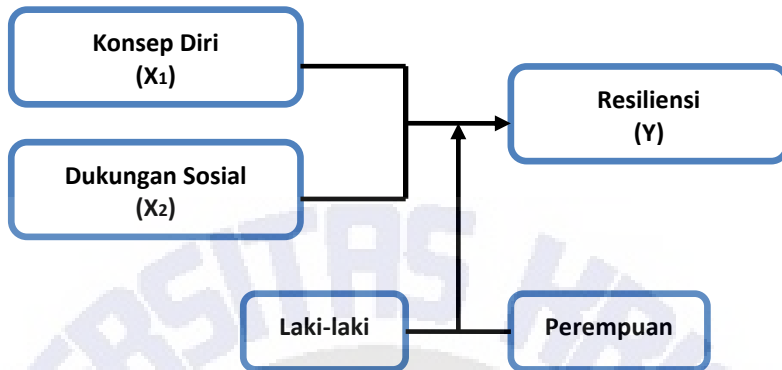 Konsep Diri
(X1)
Resiliensi
(Y)
Dukungan Sosial
(X2)
Laki-laki
Perempuan